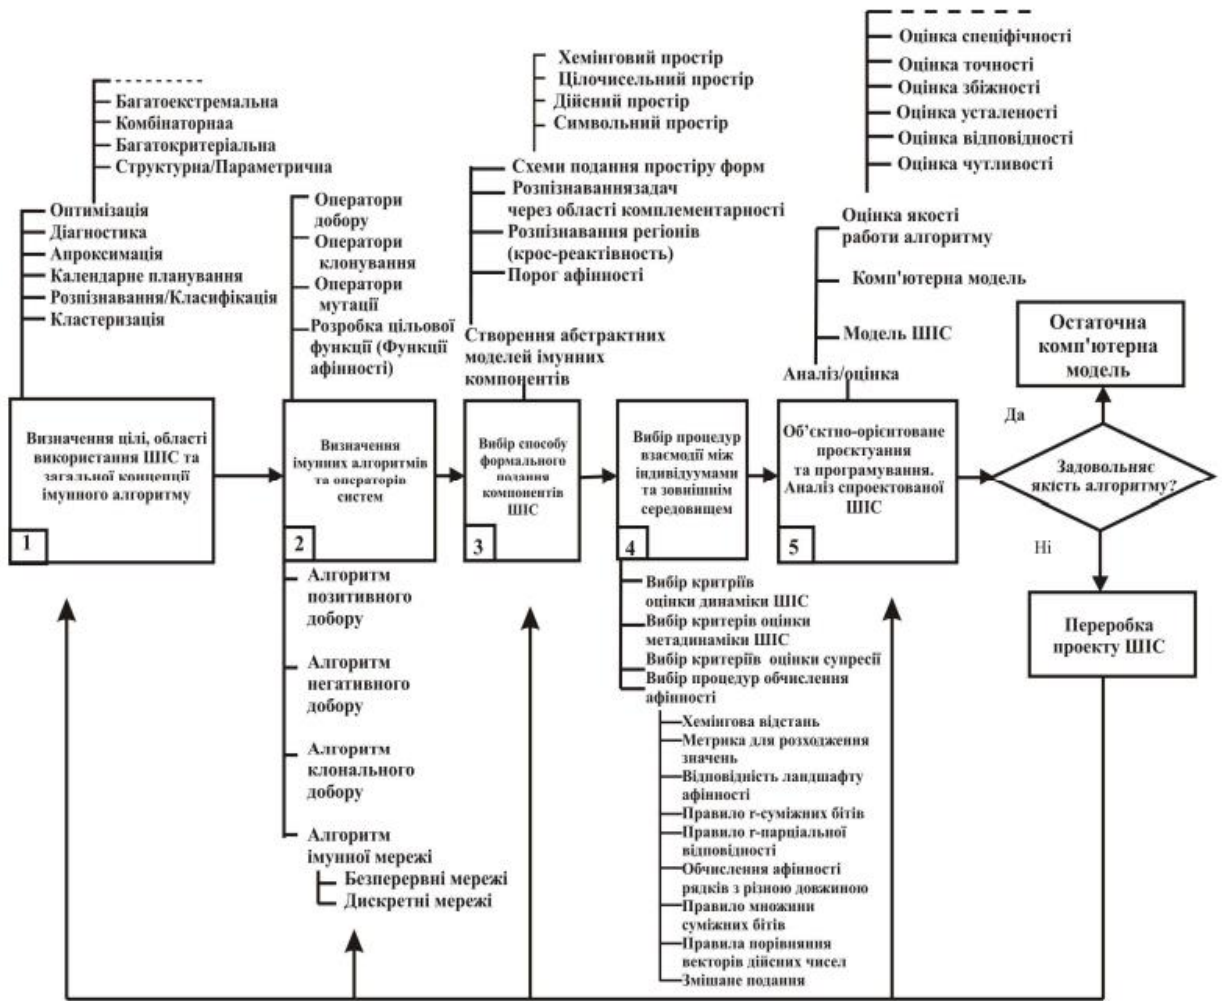 Багатоекстремальна
Комбінаторнаа
Багатокритеріальна
Структурна/Параметрична
Оптимізація
Діагностика
Апроксимація
Календарне планування
Розпізнавання/Класифікація
Кластеризація
Оператори
добору
Оператори
клонування
Оператори
мутації
Розробка цільової
функції (Функції
афінності)
Хемінговий простір
Цілочисельний простір
Дійсний простір
Символьний простір
Схеми подання простіру форм
Розпізнаваннязадач
через області комплементарності
Розпізнавання регіонів
(крос-реактивність)
Порог афінності
Створення абстрактних
моделей імунних
компонентів
Оцінка спеціфічності
Оцінка точності
Оцінка збіжності
Оцінка усталеності
Оцінка відповідності
Оцінка чутливості
Оцінка якості
работи алгоритму
Комп'ютерна модель
Модель ШІС
Аналіз/оцінка
Визначення цілі, області
використання ШІС та
загальної концепції
імунного алгоритму
1
Визначення
імунних алгоритмів
та операторів
систем
2
Вибір способу
формального
подання
компонентів
ШІС
3
Вибір процедур
взаємодії між
індивідуумами
та зовнішнім
середовищем
4
Об’єктно-орієнтоване
проєктуання
та програмування.
Аналіз спроектованої
ШІС
5
Остаточна
комп'ютерна
модель
Да
Задовольняє
якість алгоритму?
Ні
Переробка
проекту ШІС
Алгоритм
позитивного
добору
Алгоритм
негативного
добору
Алгоритм
клонального
добору
Алгоритм
імунної мережі
Безперервні мережі
Дискретні мережі
Вибір критріїв
оцінки динаміки ШІС
Вибір критерів оцінки
метадинаміки ШІС
Вибір критеріїв оцінки супресії
Вибір процедур обчислення
афінності
Хемінгова відстань
Метрика для розходження
значень
Відповідність ландшафту
афінності
Правило r-суміжних бітів
Правило r-парціальної
відповідності
Обчислення афінності
рядків з різною довжиною
Правило множини
суміжних бітів
Правила порівняння
векторів дійсних чисел
Змішане подання